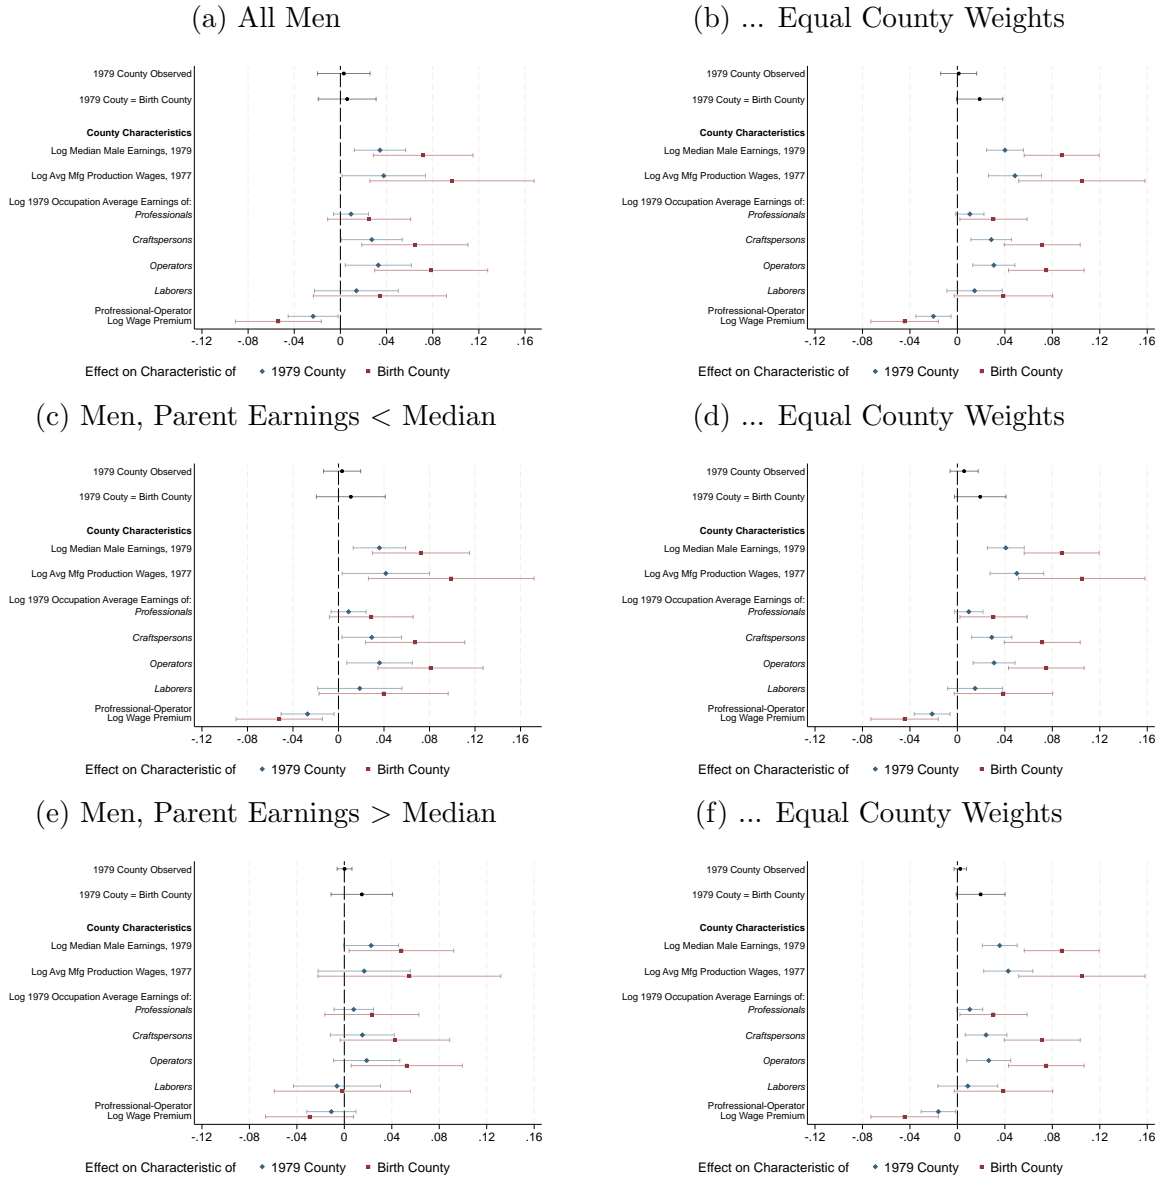 (a) All Men
1979 County Observed
1979 Couty = Birth County
County Characteristics
Log Median Male Earnings, 1979
Log Avg Mfg Production Wages, 1977
Log 1979 Occupation Average Earnings of:
Professionals
Craftspersons
Operators
Laborers
Profressional-Operator
Log Wage Premium
-.12 -.08 -.04 0 .04 .08 .12 .16
Effect on Characteristic of 1979 County Birth County
(b) ... Equal County Weights
1979 County Observed
1979 Couty = Birth County
County Characteristics
Log Median Male Earnings, 1979
Log Avg Mfg Production Wages, 1977
Log 1979 Occupation Average Earnings of:
Professionals
Craftspersons
Operators
Laborers
Profressional-Operator
Log Wage Premium
-.12 -.08 -.04 0 .04 .08 .12 .16
Effect on Characteristic of 1979 County Birth County
(c) Men, Parent Earnings < Median
1979 County Observed
1979 Couty = Birth County
County Characteristics
Log Median Male Earnings, 1979
Log Avg Mfg Production Wages, 1977
Log 1979 Occupation Average Earnings of:
Professionals
Craftspersons
Operators
Laborers
Profressional-Operator
Log Wage Premium
-.12 -.08 -.04 0 .04 .08 .12 .16
Effect on Characteristic of 1979 County Birth County
(d) ... Equal County Weights
1979 County Observed
1979 Couty = Birth County
County Characteristics
Log Median Male Earnings, 1979
Log Avg Mfg Production Wages, 1977
Log 1979 Occupation Average Earnings of:
Professionals
Craftspersons
Operators
Laborers
Profressional-Operator
Log Wage Premium
-.12 -.08 -.04 0 .04 .08 .12 .16
Effect on Characteristic of 1979 County Birth County
(e) Men, Parent Earnings > Median
1979 County Observed
1979 Couty = Birth County
County Characteristics
Log Median Male Earnings, 1979
Log Avg Mfg Production Wages, 1977
Log 1979 Occupation Average Earnings of:
Professionals
Craftspersons
Operators
Laborers
Profressional-Operator
Log Wage Premium
-.12 -.08 -.04 0 .04 .08 .12 .16
Effect on Characteristic of 1979 County Birth County
(f) ... Equal County Weights
1979 County Observed
1979 Couty = Birth County
County Characteristics
Log Median Male Earnings, 1979
Log Avg Mfg Production Wages, 1977
Log 1979 Occupation Average Earnings of:
Professionals
Craftspersons
Operators
Laborers
Profressional-Operator
Log Wage Premium
-.12 -.08 -.04 0 .04 .08 .12 .16
Effect on Characteristic of 1979 County Birth County